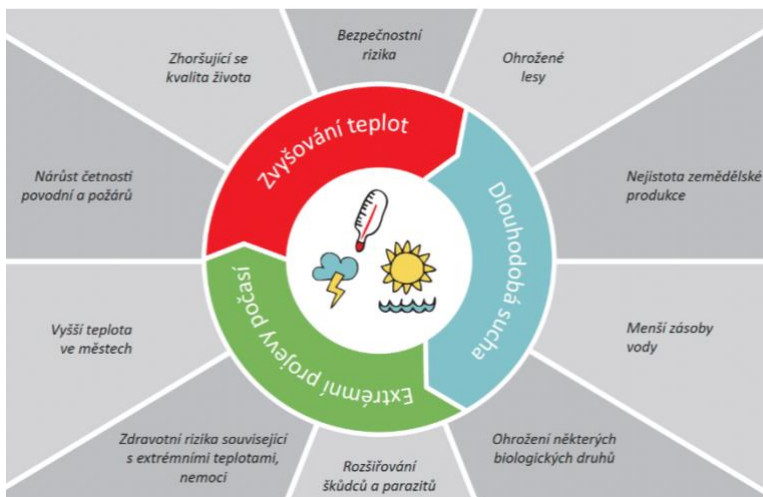 Bezpečnostní
rizika
Ohrožené
lesy
Nejistota zemědělské
produkce
Menší zásoby
vody
Ohrožení některých
biologických druhů
Rozšiřování
škůdců a parazitů
Zdravotní rizika související
s extrémními teplotami,
nemoci
Vyšší teplota
ve městech
Nárůst četnosti
povodní a požárů
Zhoršující se
kvalita života
Zvyšování teplot
Dlouhodobá sucha
Extrémní projevy počasí